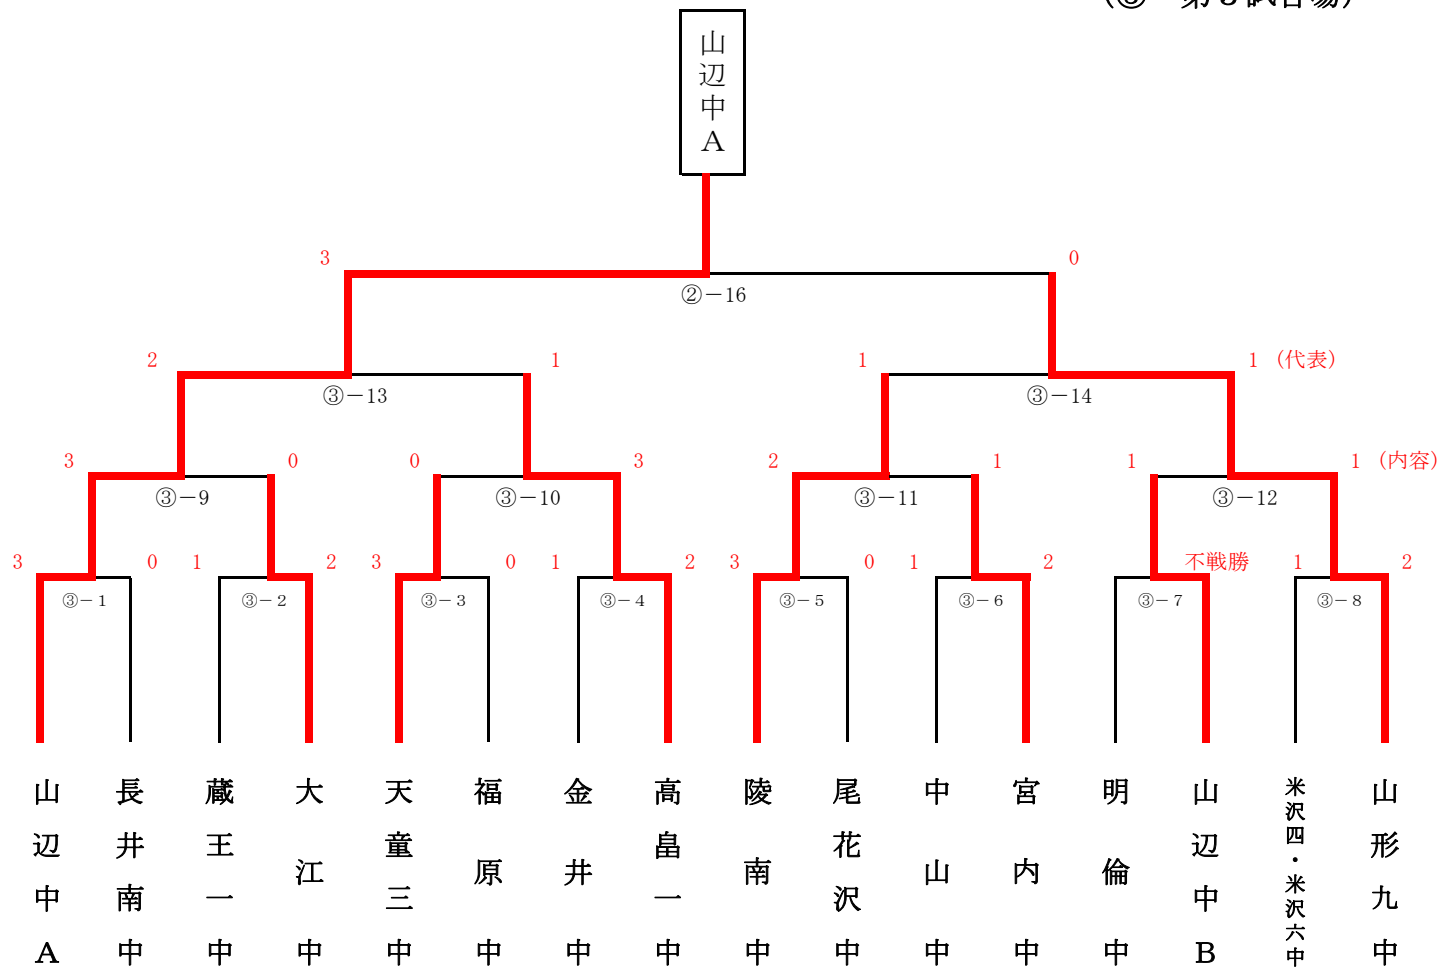 （③　第３試合場）
山辺中Ａ
3
0
②－16
2
1
1
1 （代表）
③－13
③－14
3
0
0
3
2
1
1
1 （内容）
③－9
③－10
③－11
③－12
3
0
1
2
3
0
1
2
3
0
1
2
不戦勝
1
2
③－１
③－２
③－３
③－４
③－５
③－６
③－７
③－８
山辺中Ａ
長井南中
蔵王一中
大江中
天童三中
福原中
金井中
高畠一中
陵南中
尾花沢中
中山中
宮内中
明倫中
山辺中Ｂ
米沢四・米沢六中
山形九中